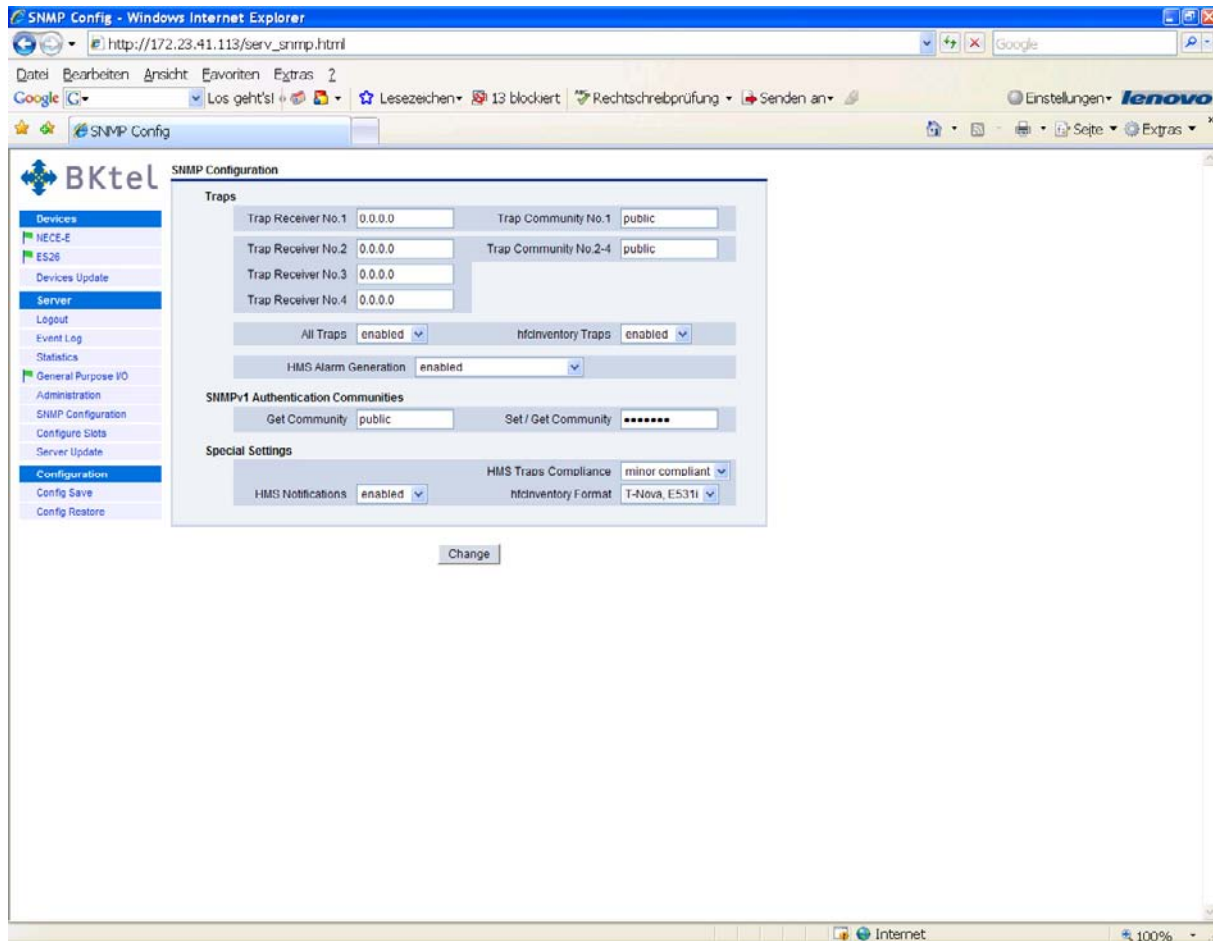 SNMP Config - Windows Internet Explorer
http://172.23.41.113/serv_snmp.html
Google
Datei Bearbeiten Ansicht Favoriten Extras ?
Google G Los geht's! Lesezeichen 13 blockiert Rechtschreibprüfung Senden an Einstellungen lenovo
SNMP Config Seite Extras
BKtel
Devices
NECE-E
ES26
Devices Update
Server
Logout
Event Log
Statistics
General Purpose I/O
Administration
SNMP Configuration
Configure Slots
Server Update
Configuration
Config Save
Config Restore
SNMP Configuration
Traps
Trap Receiver No.1 0.0.0.0 Trap Community No.1 public
Trap Receiver No.2 0.0.0.0 Trap Community No.2-4 public
Trap Receiver No.3 0.0.0.0
Trap Receiver No.4 0.0.0.0
All Traps enabled hfcInventory Traps enabled
HMS Alarm Generation enabled
SNMPv1 Authentication Communities
Get Community public Set / Get Community •••••••
Special Settings
HMS Traps Compliance minor compliant
HMS Notifications enabled hfcInventory Format T-Nova, E531i
Change
Internet 100%